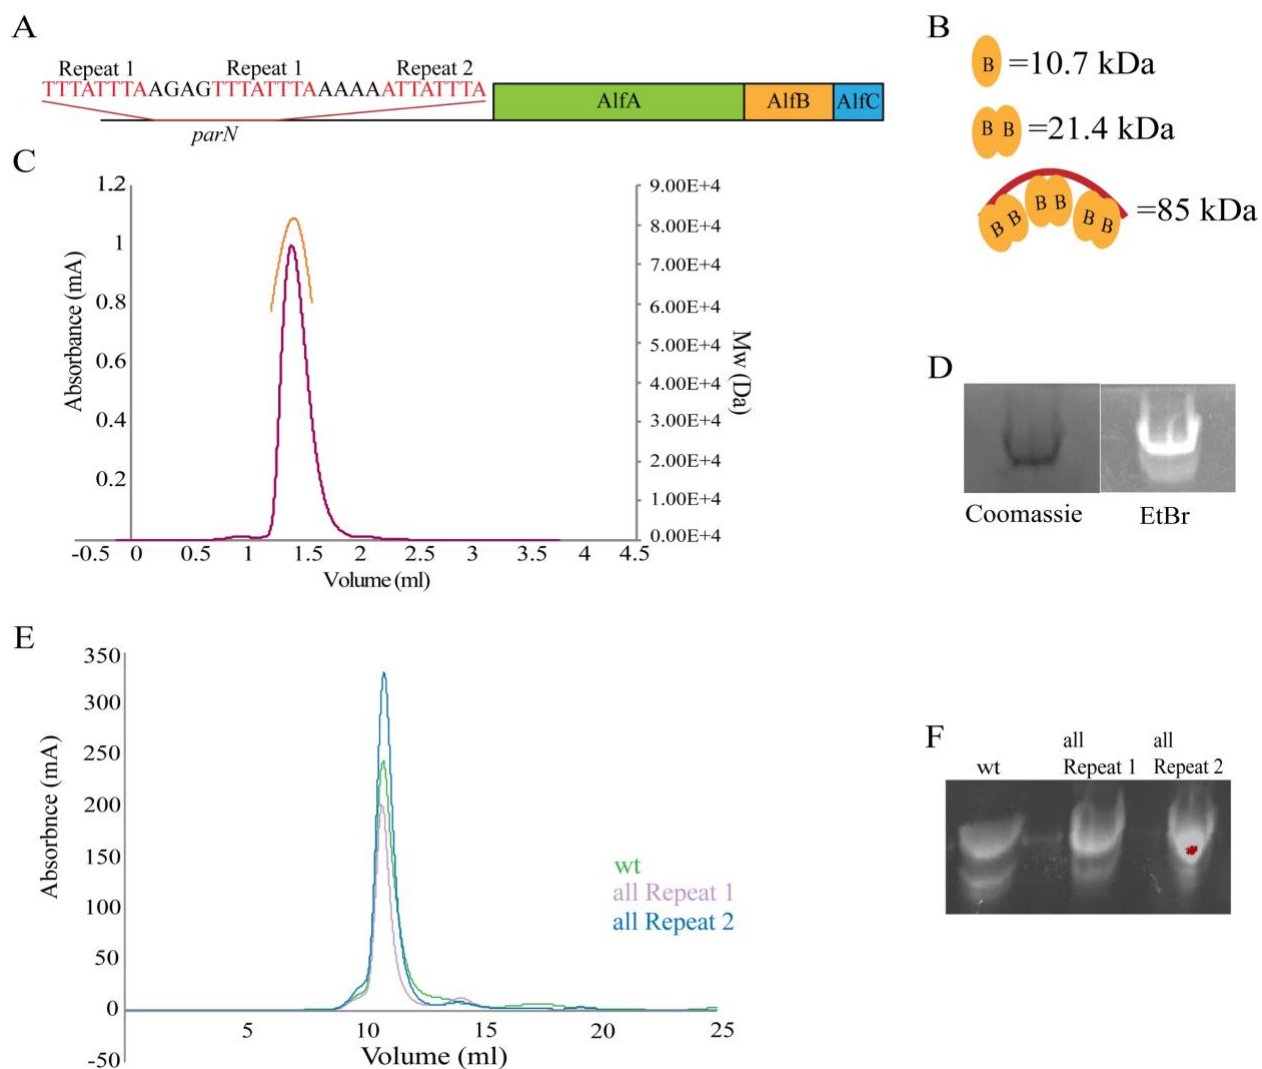 A
Repeat 1 Repeat 1 Repeat 2
TTTATTTAAGAGTTTATTTAAAAAATTATTTA
AlfA AlfB AlfC
parN
B
B =10.7 kDa
B B =21.4 kDa
B B B B B B =85 kDa
C
Absorbance (mA)
1.2
1
0.8
0.6
0.4
0.2
9.00E+4
8.00E+4
7.00E+4
6.00E+4
5.00E+4
4.00E+4
3.00E+4
2.00E+4
1.00E+4
0.00E+4
Mw (Da)
-0.5 0 0.5 1 1.5 2 2.5 3 3.5 4 4.5
Volume (ml)
D
Coomassie EtBr
E
Absorbnce (mA)
350
300
250
200
150
100
50
0
-50
5 10 15 20 25
Volume (ml)
wt
all Repeat 1
all Repeat 2
F
wt
all
Repeat 1
all
Repeat 2